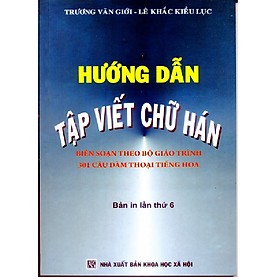 TRƯƠNG VĂN GIỚI - LÊ KHẮC KIỀU LỤC
HƯỚNG DẪN
TẬP VIẾT CHỮ HÁN
BIÊN SOẠN THEO BỘ GIÁO TRÌNH
301 CÂU ĐÀM THOẠI TIẾNG HOA
Bản in lần thứ 6
NHÀ XUẤT BẢN KHOA HỌC XÃ HỘI